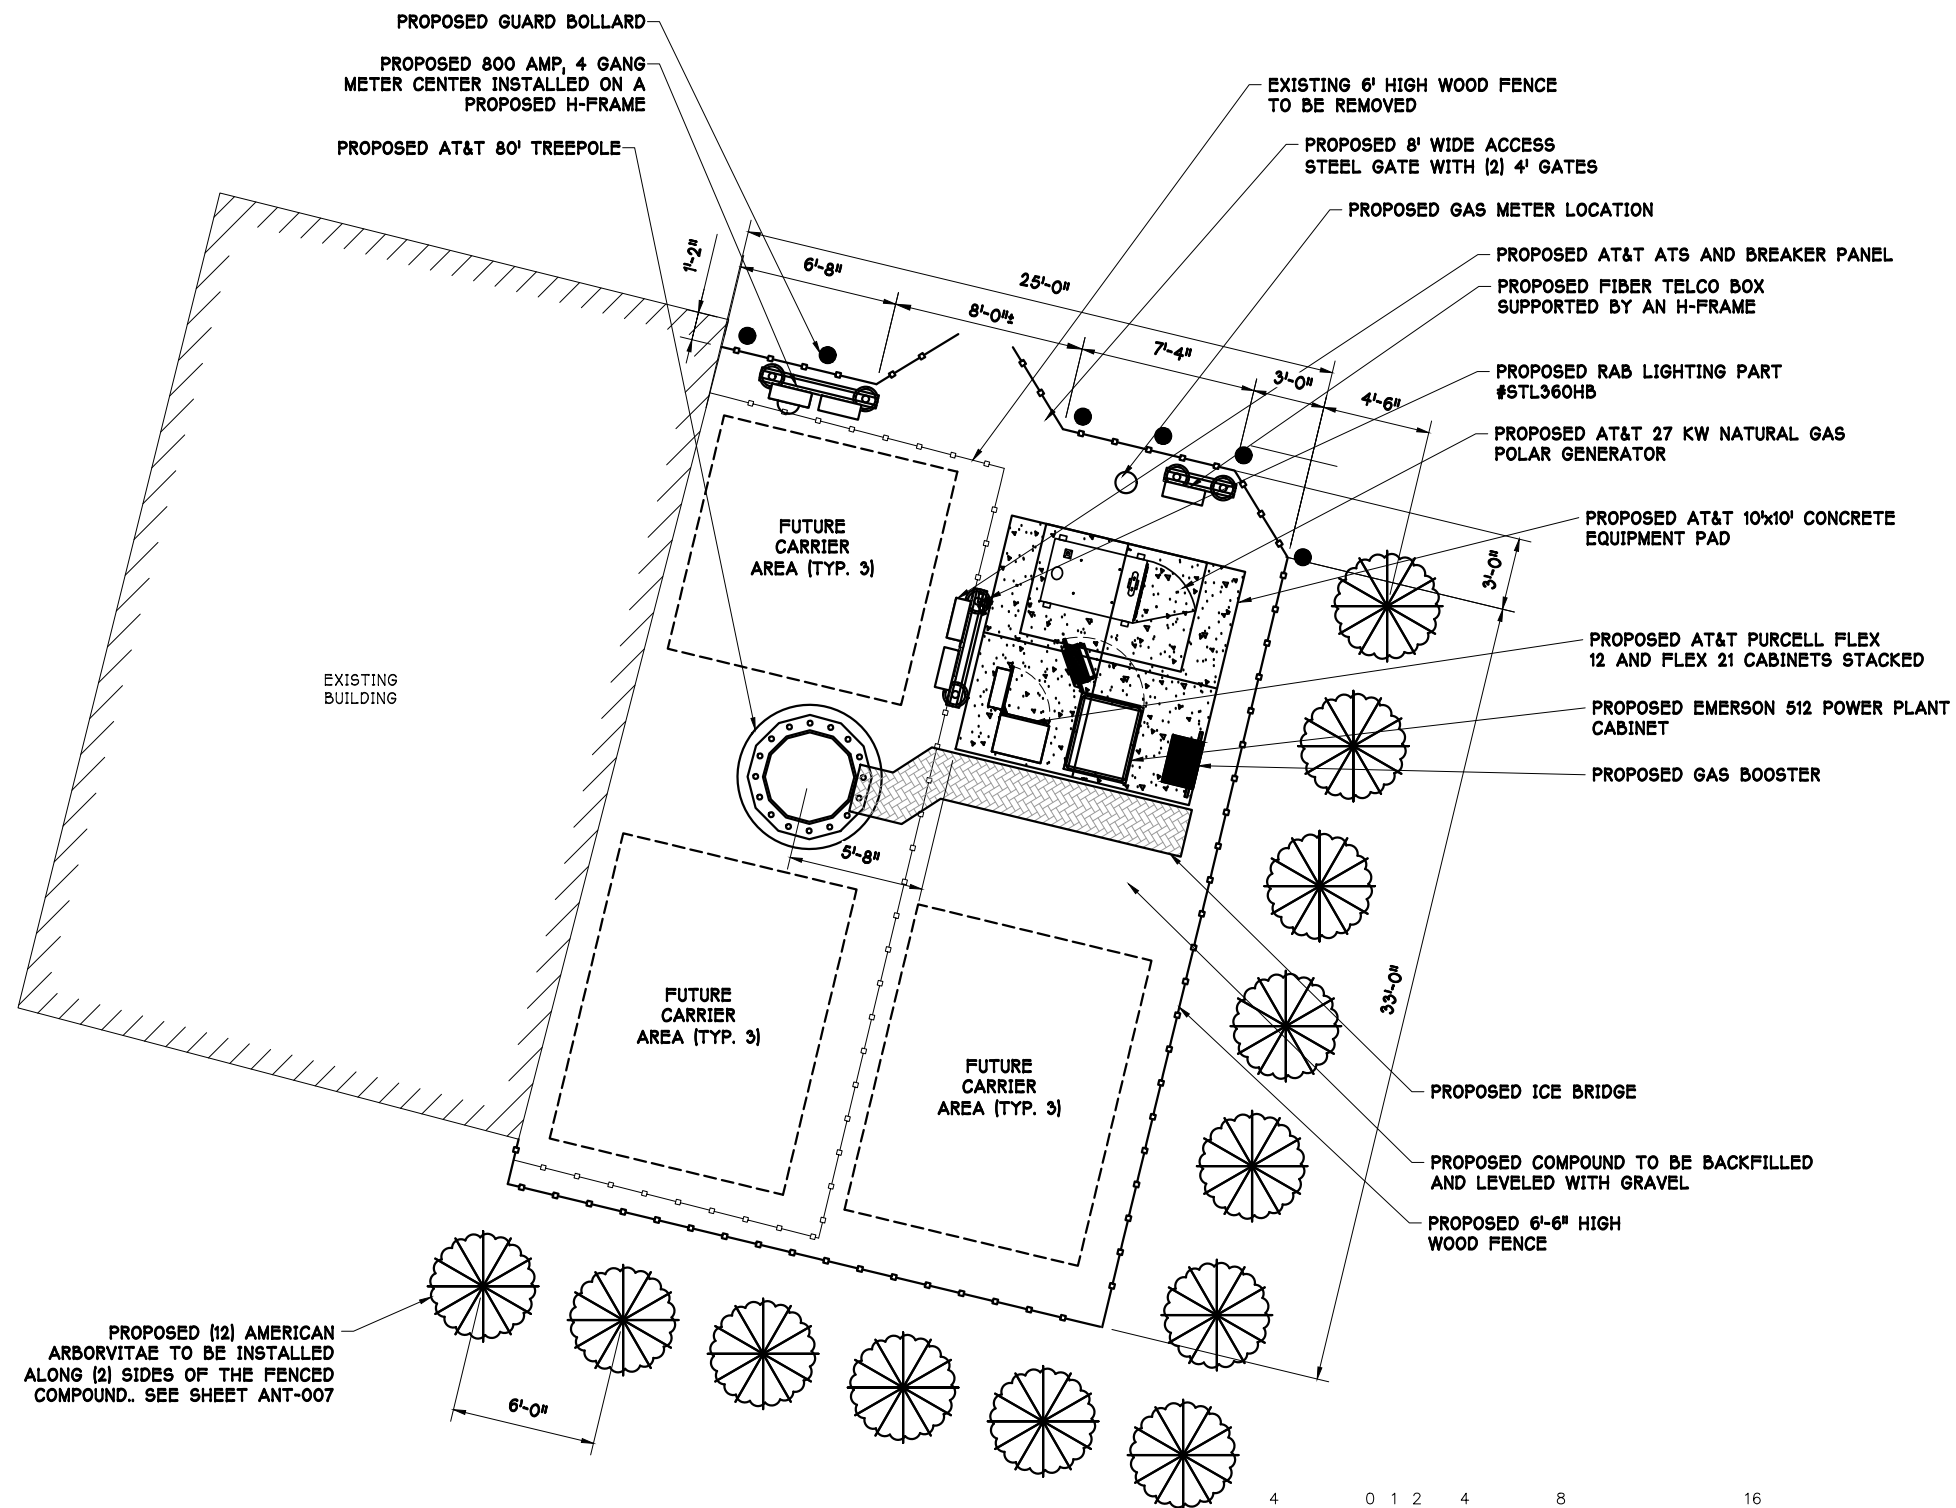 PROPOSED GUARD BOLLARD
PROPOSED 800 AMP, 4 GANG
METER CENTER INSTALLED ON A
PROPOSED H-FRAME
PROPOSED AT&T 80' TREEPOLE
EXISTING 6' HIGH WOOD FENCE
TO BE REMOVED
PROPOSED 8' WIDE ACCESS
STEEL GATE WITH (2) 4' GATES
PROPOSED GAS METER LOCATION
PROPOSED AT&T ATS AND BREAKER PANEL
PROPOSED FIBER TELCO BOX
SUPPORTED BY AN H-FRAME
PROPOSED RAB LIGHTING PART
#STL360HB
PROPOSED AT&T 27 KW NATURAL GAS
POLAR GENERATOR
PROPOSED AT&T 10'x10' CONCRETE
EQUIPMENT PAD
PROPOSED AT&T PURCELL FLEX
12 AND FLEX 21 CABINETS STACKED
PROPOSED EMERSON 512 POWER PLANT
CABINET
PROPOSED GAS BOOSTER
PROPOSED ICE BRIDGE
PROPOSED COMPOUND TO BE BACKFILLED
AND LEVELED WITH GRAVEL
PROPOSED 6'-6" HIGH
WOOD FENCE
PROPOSED (12) AMERICAN
ARBORVITAE TO BE INSTALLED
ALONG (2) SIDES OF THE FENCED
COMPOUND.. SEE SHEET ANT-007
1'-2"
6'-8"
25'-0"
8'-0"±
7'-4"
3'-0"
4'-6"
3'-0"
33'-0"
5'-8"
6'-0"
EXISTING
BUILDING
FUTURE
CARRIER
AREA (TYP. 3)
FUTURE
CARRIER
AREA (TYP. 3)
FUTURE
CARRIER
AREA (TYP. 3)
4 0 1 2 4 8 16